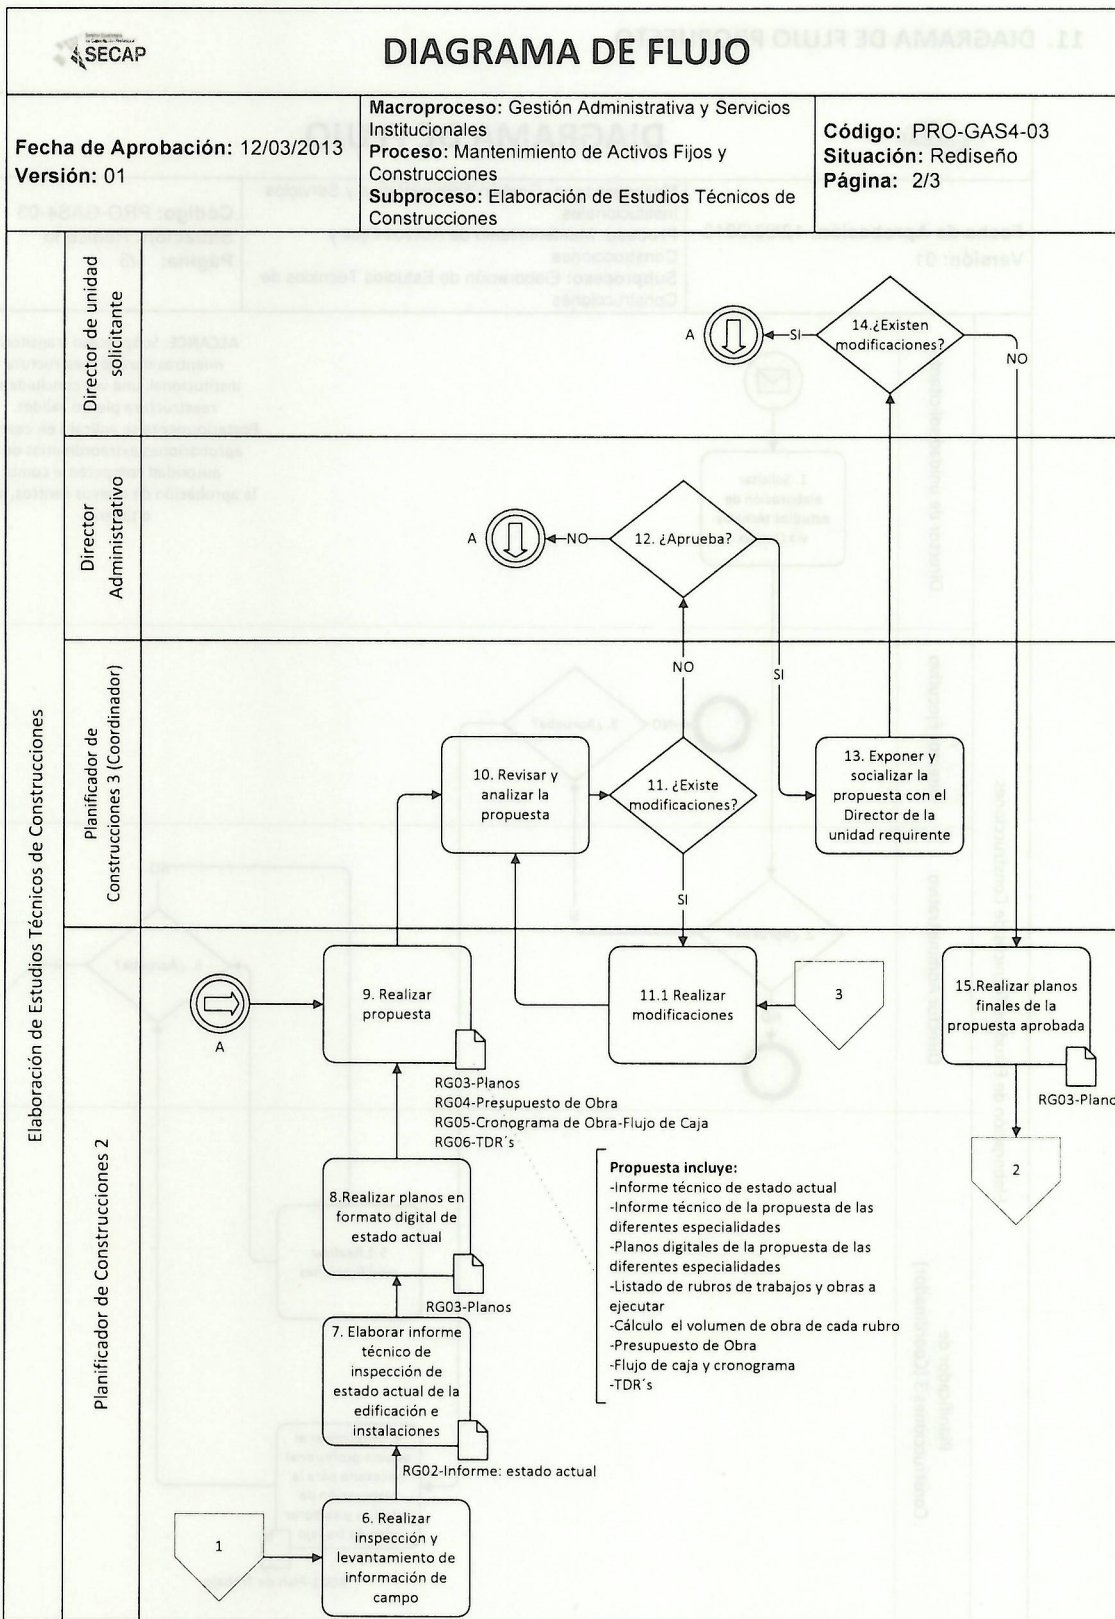 SECAP
DIAGRAMA DE FLUJO
Fecha de Aprobación: 12/03/2013
Versión: 01
Macroproceso: Gestión Administrativa y Servicios
Institucionales
Proceso: Mantenimiento de Activos Fijos y
Construcciones
Subproceso: Elaboración de Estudios Técnicos de
Construcciones
Código: PRO-GAS4-03
Situación: Rediseño
Página: 2/3
Elaboración de Estudios Técnicos de Construcciones
Director de unidad
solicitante
A
SI
14.¿Existen
modificaciones?
NO
Director
Administrativo
A
NO
12. ¿Aprueba?
Planificador de
Construcciones 3 (Coordinador)
NO
SI
10. Revisar y
analizar la
propuesta
11. ¿Existe
modificaciones?
13. Exponer y
socializar la
propuesta con el
Director de la
unidad requirente
SI
Planificador de Construcciones 2
A
9. Realizar
propuesta
11.1 Realizar
modificaciones
3
15.Realizar planos
finales de la
propuesta aprobada
RG03-Planos
RG04-Presupuesto de Obra
RG05-Cronograma de Obra-Flujo de Caja
RG06-TDR´s
RG03-Plano
2
8.Realizar planos en
formato digital de
estado actual
RG03-Planos
Propuesta incluye:
-Informe técnico de estado actual
-Informe técnico de la propuesta de las
diferentes especialidades
-Planos digitales de la propuesta de las
diferentes especialidades
-Listado de rubros de trabajos y obras a
ejecutar
-Cálculo el volumen de obra de cada rubro
-Presupuesto de Obra
-Flujo de caja y cronograma
-TDR´s
7. Elaborar informe
técnico de
inspección de
estado actual de la
edificación e
instalaciones
RG02-Informe: estado actual
1
6. Realizar
inspección y
levantamiento de
información de
campo